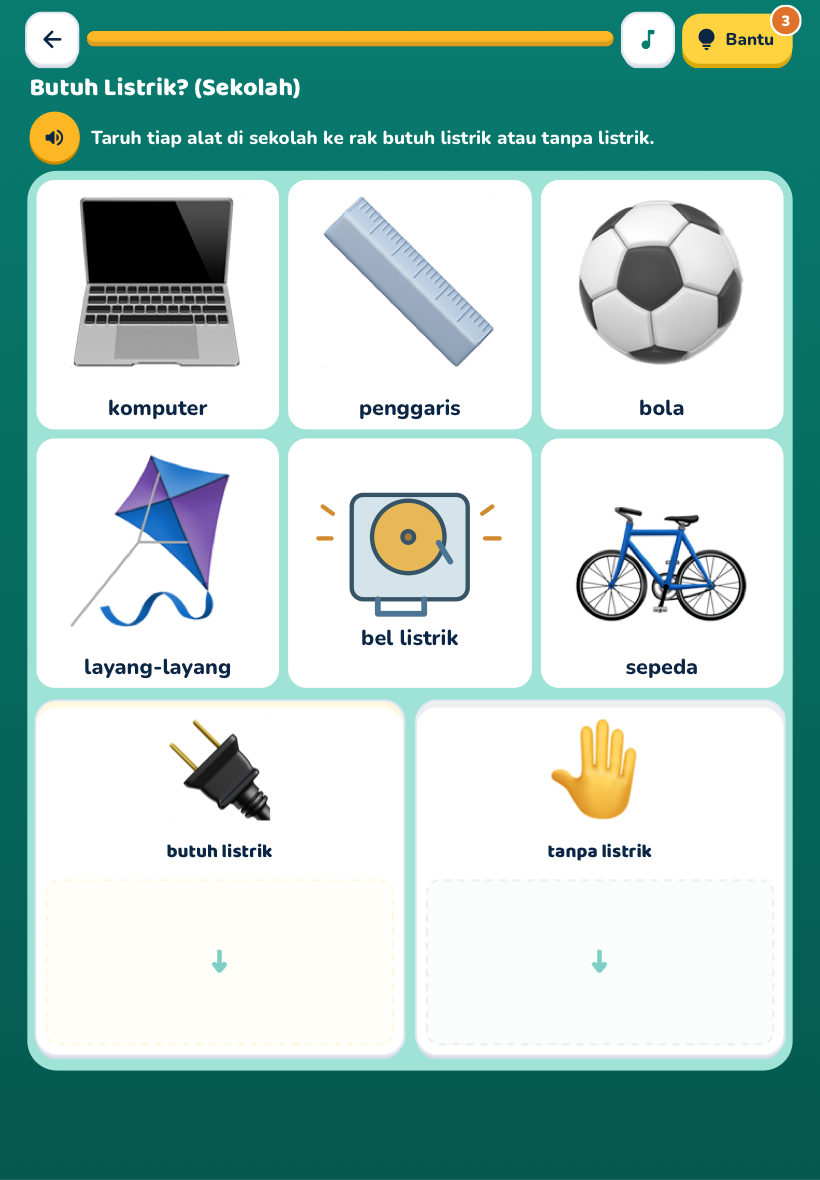 3
Bantu
Butuh Listrik? (Sekolah)
Taruh tiap alat di sekolah ke rak butuh listrik atau tanpa listrik.
komputer
penggaris
bola
layang-layang
bel listrik
sepeda
butuh listrik
tanpa listrik